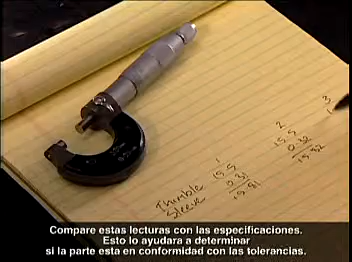 1
15.5
0.31
15.81
Thimble
Sleeve
2
15.5
0.32
15.82
3
1
Compare estas lecturas con las especificaciones.
Esto lo ayudara a determinar
si la parte esta en conformidad con las tolerancias.